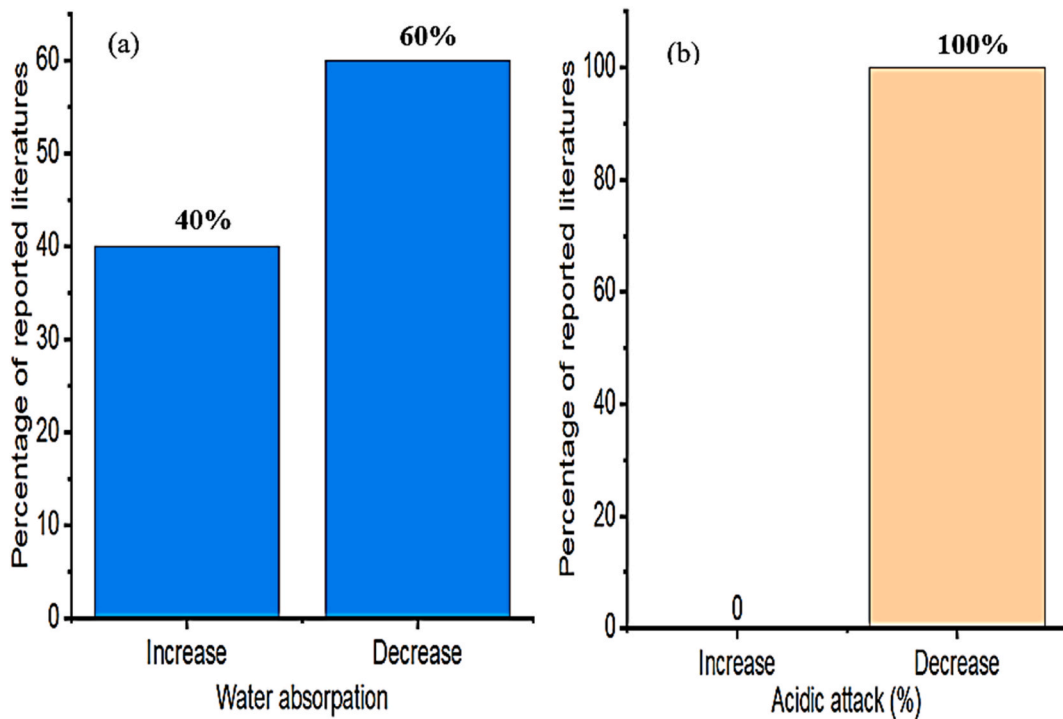 (a)
60%
40%
Percentage of reported literatures
60
50
40
30
20
10
0
Increase
Decrease
Water absorpation
(b)
100%
0
Percentage of reported literatures
100
80
60
40
20
0
Increase
Decrease
Acidic attack (%)